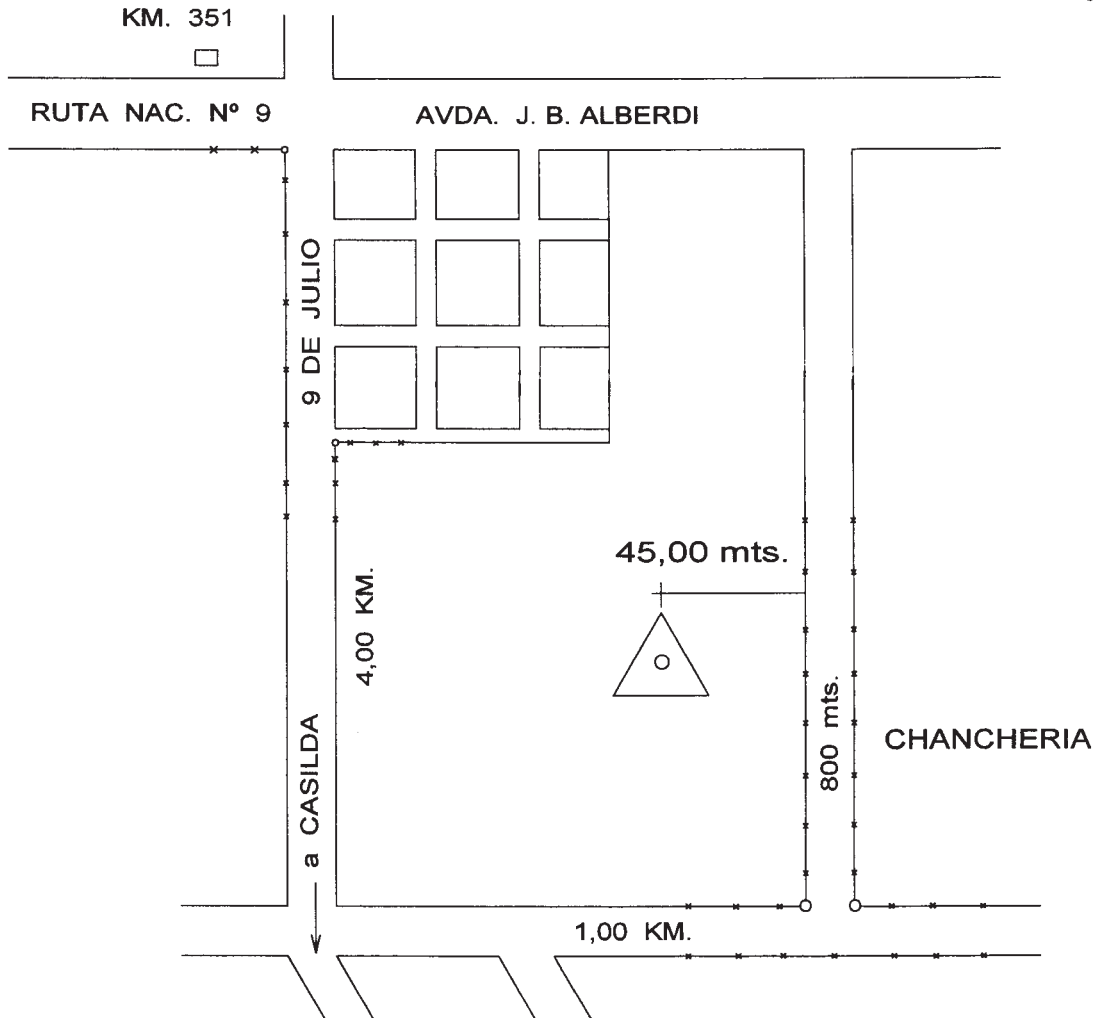 KM. 351
RUTA NAC. Nº 9
AVDA. J. B. ALBERDI
9 DE JULIO
45,00 mts.
4,00 KM.
800 mts.
CHANCHERIA
a CASILDA
1,00 KM.